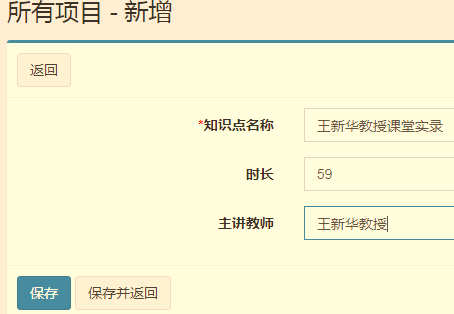 所有项目 - 新增
返回
*知识点名称 王新华教授课堂实录
时长 59
主讲教师 王新华教授
保存 保存并返回